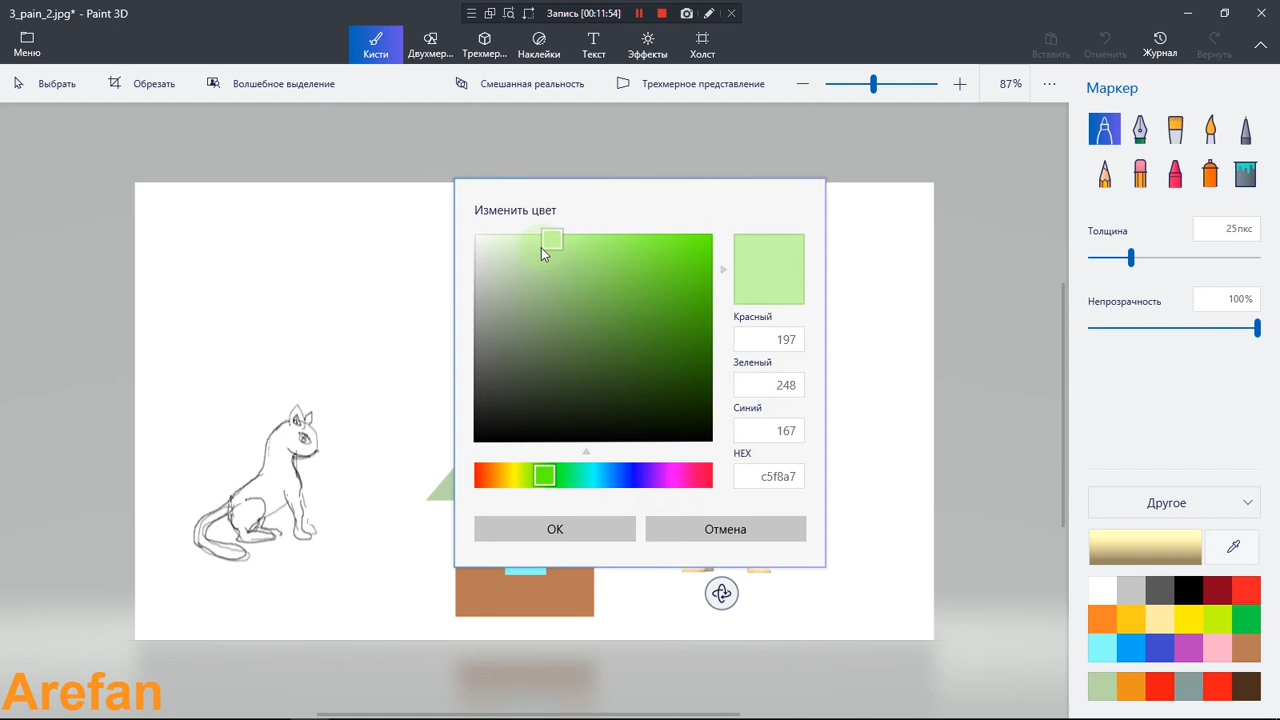 3_pain_2.jpg* - Paint 3D
Запись [00:11:54]
Меню
Кисти
Двухмер...
Трехмер...
Наклейки
Текст
Эффекты
Холст
Вставить
Отменить
Журнал
Вернуть
Выбрать
Обрезать
Волшебное выделение
Смешанная реальность
Трехмерное представление
87%
Маркер
Толщина
25пкс
Непрозрачность
100%
Другое
Изменить цвет
Красный
197
Зеленый
248
Синий
167
HEX
c5f8a7
OK
Отмена
Arefan